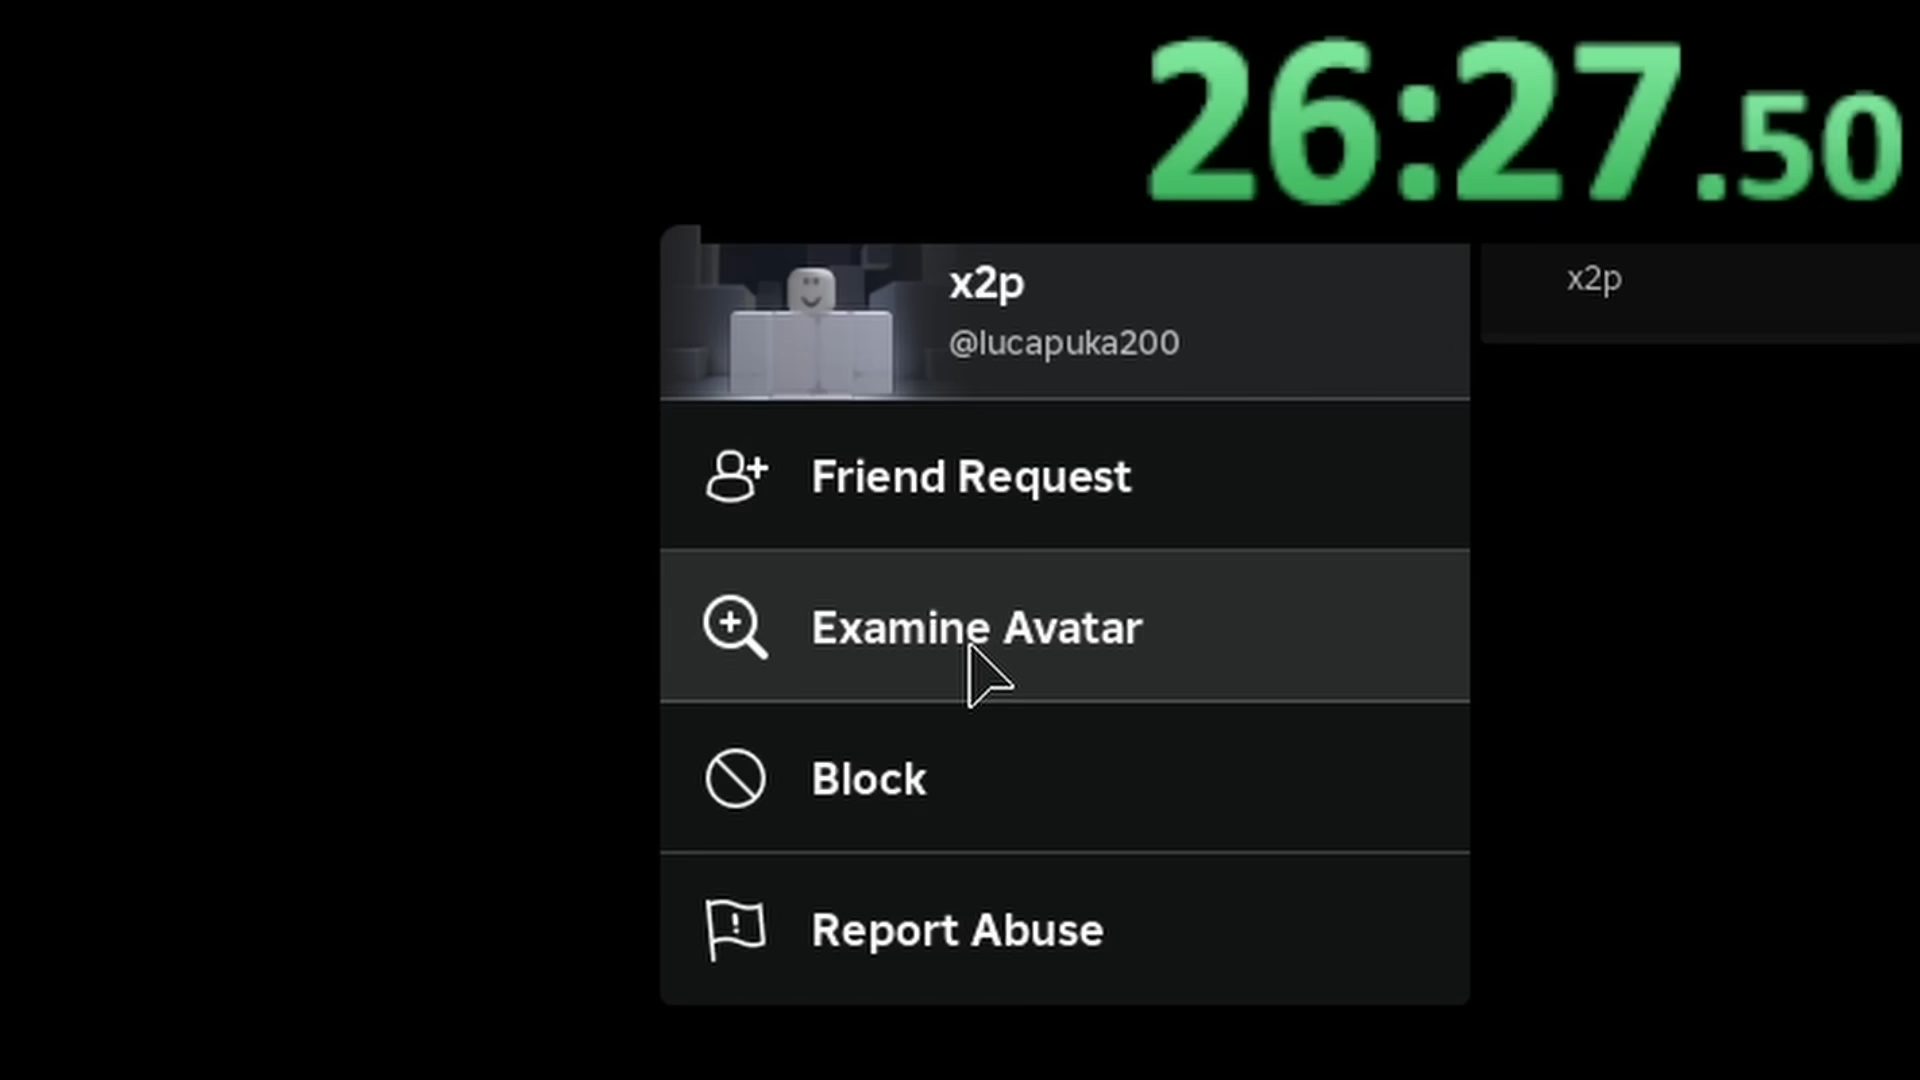 26:27.50
x2p
@lucapuka200
x2p
Friend Request
Examine Avatar
Block
Report Abuse